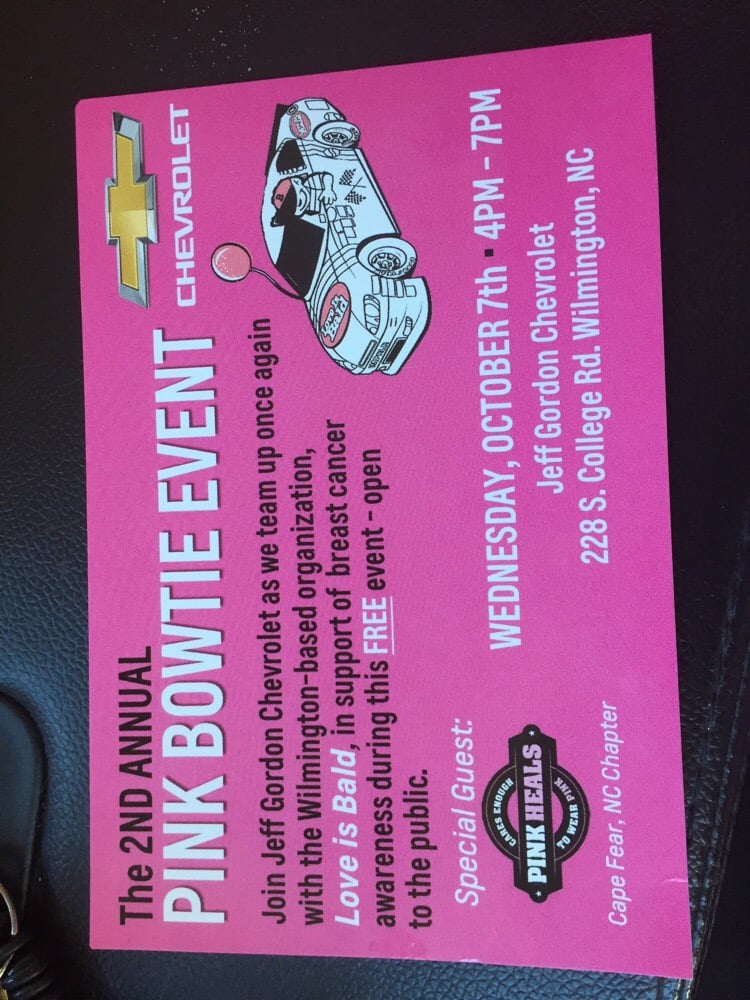 The 2ND ANNUAL
PINK BOWTIE EVENT
CHEVROLET
Join Jeff Gordon Chevrolet as we team up once again
with the Wilmington-based organization,
Love is Bald, in support of breast cancer
awareness during this FREE event - open
to the public.
WEDNESDAY, OCTOBER 7th ▪ 4PM - 7PM
Jeff Gordon Chevrolet
228 S. College Rd. Wilmington, NC
Special Guest:
CARES ENOUGH
PINK HEALS
TO WEAR PINK
Cape Fear, NC Chapter